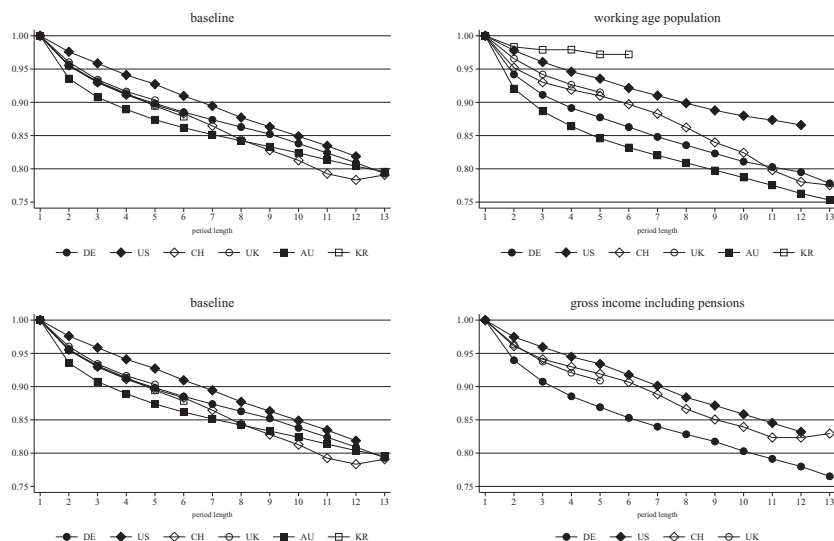 baseline
1.00
0.95
0.90
0.85
0.80
0.75
1 2 3 4 5 6 7 8 9 10 11 12 13
period length
DE US CH UK AU KR
working age population
1.00
0.95
0.90
0.85
0.80
0.75
1 2 3 4 5 6 7 8 9 10 11 12 13
period length
DE US CH UK AU KR
baseline
1.00
0.95
0.90
0.85
0.80
0.75
1 2 3 4 5 6 7 8 9 10 11 12 13
period length
DE US CH UK AU KR
gross income including pensions
1.00
0.95
0.90
0.85
0.80
0.75
1 2 3 4 5 6 7 8 9 10 11 12 13
period length
DE US CH UK